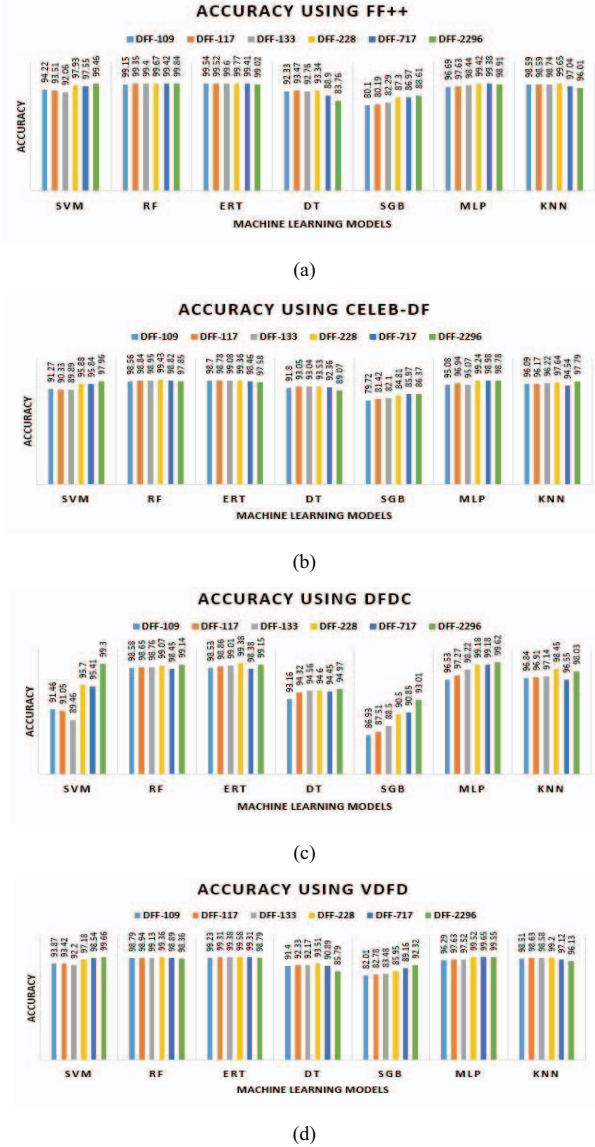 ACCURACY USING FF++
DFF-109 DFF-117 DFF-133 DFF-228 DFF-717 DFF-2296
94.22 93.51 92.06 97.93 97.55 99.46 99.15 99.35 99.4 99.67 99.42 99.84 99.54 99.52 99.6 99.77 99.41 99.02 92.33 93.47 92.76 93.34 88.9 83.76 80.1 80.19 82.29 87.3 86.97 88.61 96.69 97.63 98.44 99.42 99.38 98.91 98.59 98.59 98.74 99.65 97.04 96.01
ACCURACY
SVM RF ERT DT SGB MLP KNN
MACHINE LEARNING MODELS
(a)
ACCURACY USING CELEB-DF
DFF-109 DFF-117 DFF-133 DFF-228 DFF-717 DFF-2296
91.27 90.33 89.89 95.88 95.84 97.96 98.56 98.84 98.95 99.43 98.82 97.85 98.7 98.78 99.08 99.36 98.46 97.58 91.8 93.05 93.04 93.53 92.36 89.07 79.72 81.42 82.1 84.81 85.97 86.37 95.08 96.94 95.07 99.24 98.98 98.78 96.09 96.17 96.22 97.64 94.54 97.79
ACCURACY
SVM RF ERT DT SGB MLP KNN
MACHINE LEARNING MODELS
(b)
ACCURACY USING DFDC
DFF-109 DFF-117 DFF-133 DFF-228 DFF-717 DFF-2296
91.46 91.05 89.46 95.7 95.41 99.3 98.58 98.65 98.76 99.07 98.45 99.14 98.53 98.86 99.01 99.38 98.38 99.15 93.16 94.32 94.56 94.6 94.45 94.97 86.93 87.51 88.5 90.5 90.85 93.01 96.53 97.27 98.22 99.18 99.18 99.62 96.84 96.91 97.14 98.45 96.55 98.03
ACCURACY
SVM RF ERT DT SGB MLP KNN
MACHINE LEARNING MODELS
(c)
ACCURACY USING VDFD
DFF-109 DFF-117 DFF-133 DFF-228 DFF-717 DFF-2296
93.87 93.42 92.2 97.18 98.54 99.66 98.79 98.94 99.13 99.36 98.89 98.36 99.23 99.31 99.38 99.58 99.31 98.79 91.4 92.33 92.17 93.51 90.89 85.79 82.01 82.78 83.48 85.95 89.16 92.32 96.29 97.63 97.52 99.52 99.65 99.55 98.51 98.63 98.58 99.2 97.12 96.13
ACCURACY
SVM RF ERT DT SGB MLP KNN
MACHINE LEARNING MODELS
(d)